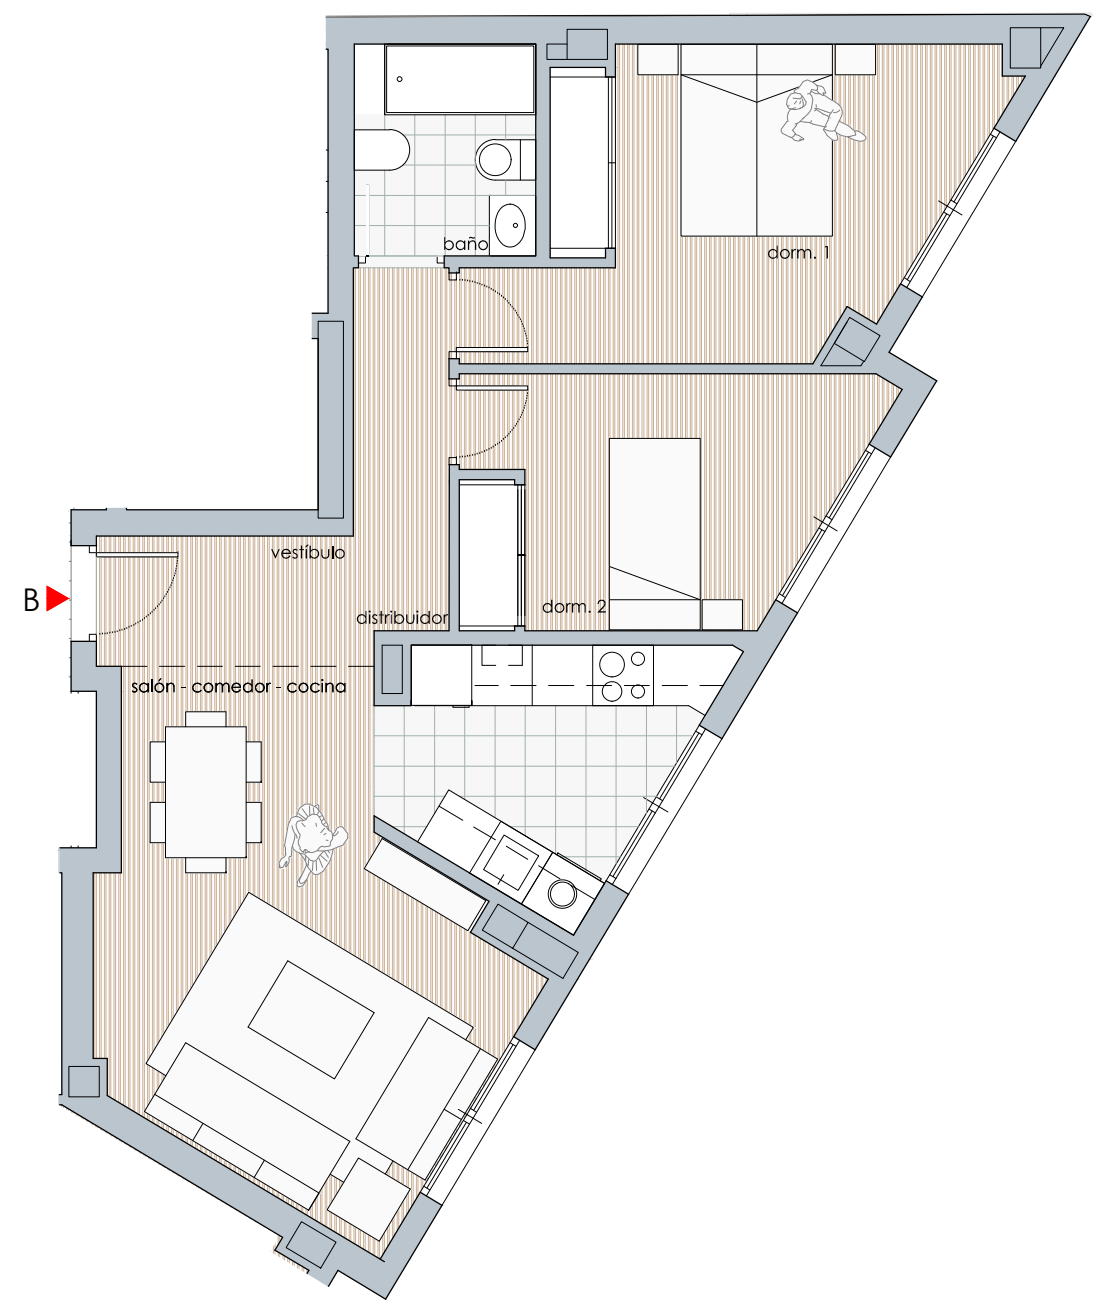 baño
dorm. 1
vestíbulo
B
distribuidor
dorm. 2
salón - comedor - cocina